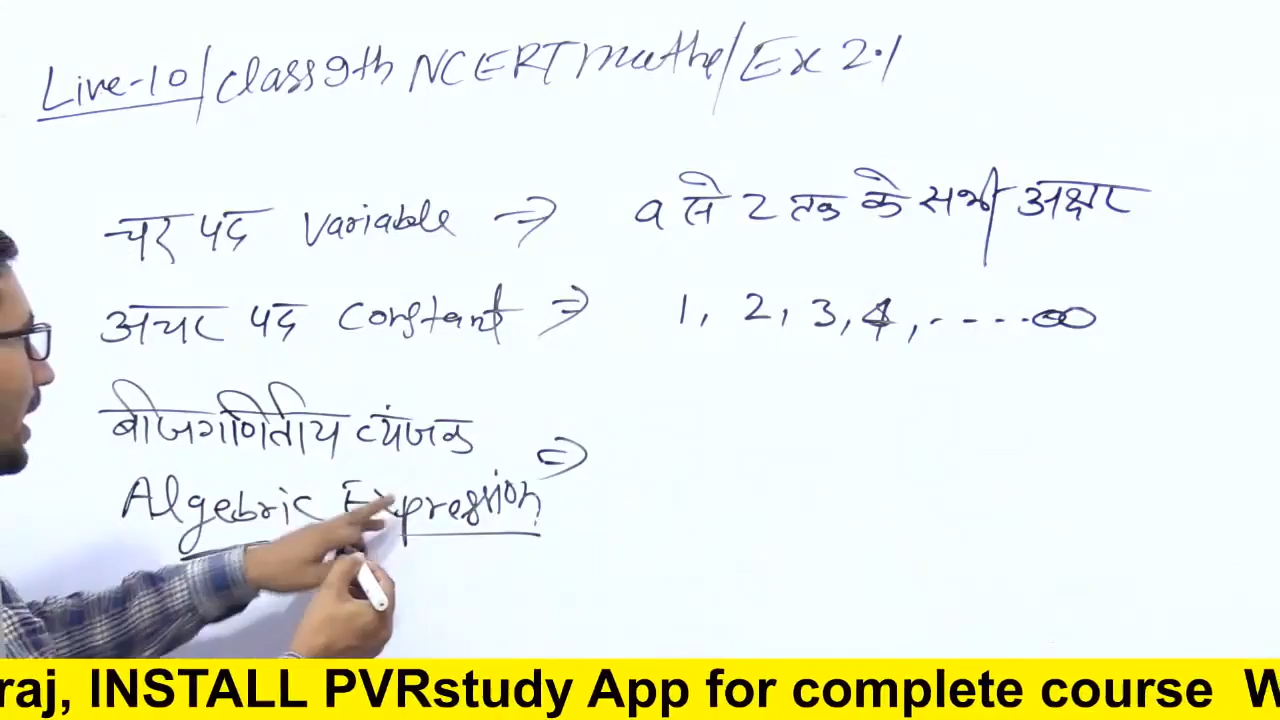 Live-10/class 9th NCERT maths/Ex 2.1
चर पद variable ⇒ a से z तक के सभी अक्षर
अचर पद constant ⇒ 1, 2, 3, 4, -----∞
बीजगणितीय व्यंजक
Algebric Expression ⇒
raj, INSTALL PVRstudy App for complete course W